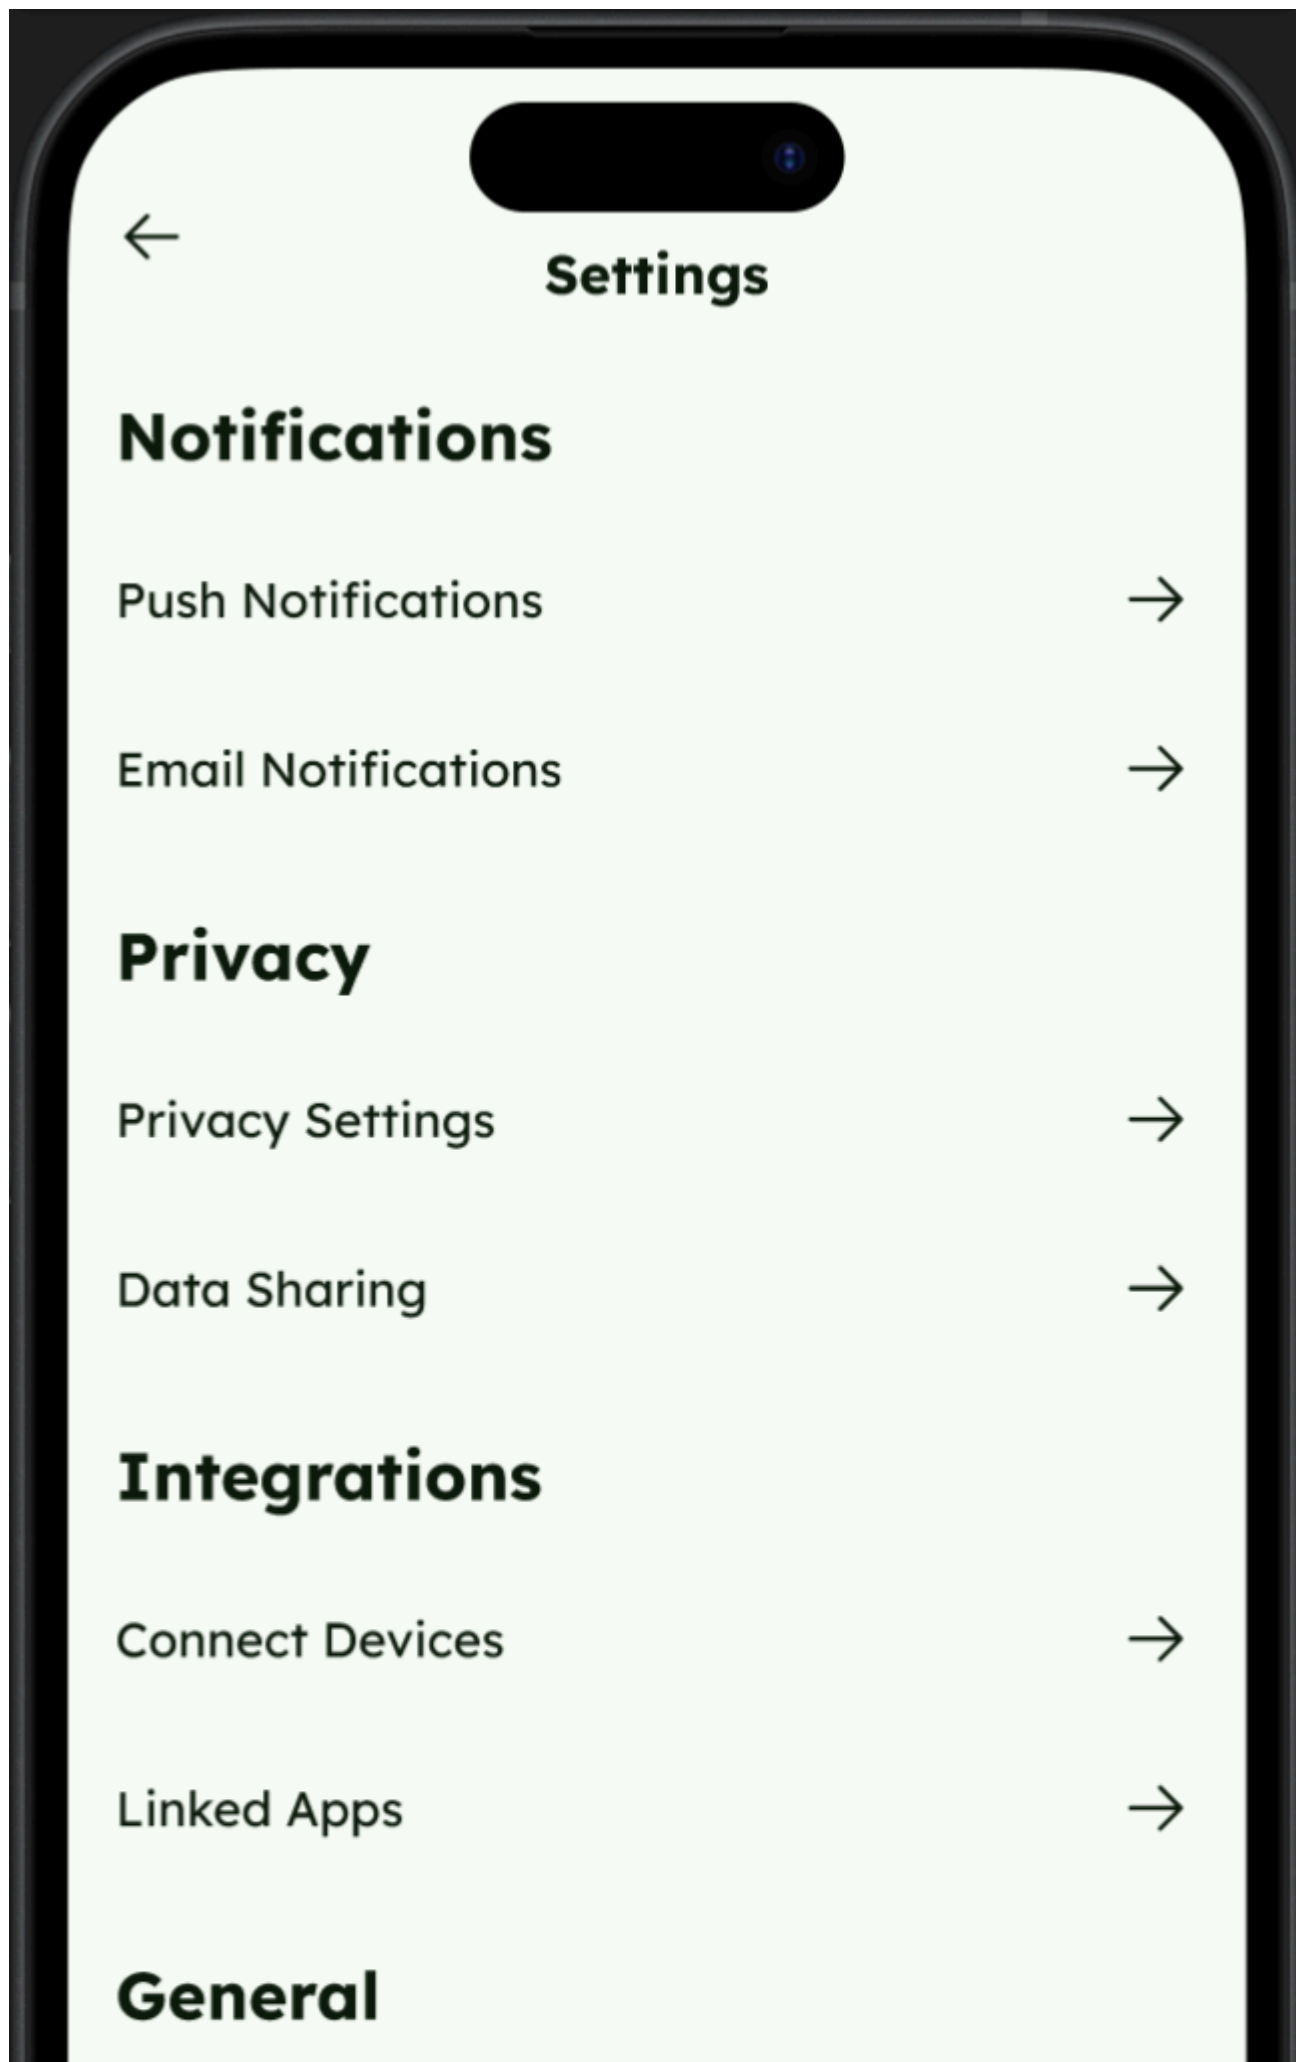 Settings
Notifications
Push Notifications
Email Notifications
Privacy
Privacy Settings
Data Sharing
Integrations
Connect Devices
Linked Apps
General